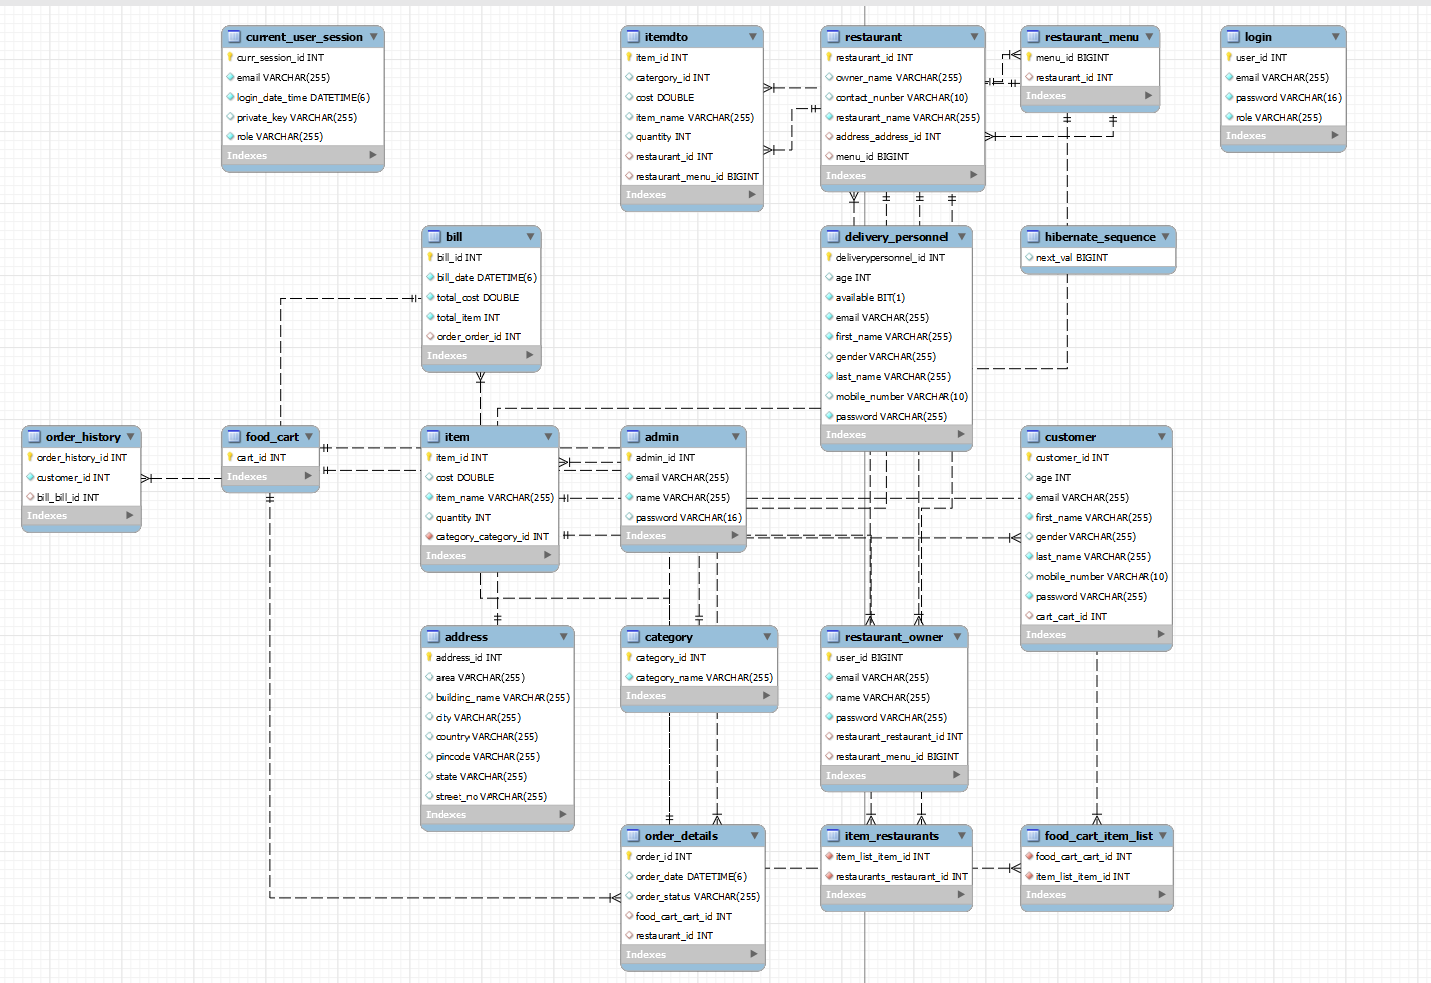 current_user_session
curr_session_id INT
email VARCHAR(255)
login_date_time DATETIME(6)
private_key VARCHAR(255)
role VARCHAR(255)
Indexes
itemdto
item_id INT
catergory_id INT
cost DOUBLE
item_name VARCHAR(255)
quantity INT
restaurant_id INT
restaurant_menu_id BIGINT
Indexes
restaurant
restaurant_id INT
owner_name VARCHAR(255)
contact_nunber VARCHAR(10)
restaurant_name VARCHAR(255)
address_address_id INT
menu_id BIGINT
Indexes
restaurant_menu
menu_id BIGINT
restaurant_id INT
Indexes
login
user_id INT
email VARCHAR(255)
password VARCHAR(16)
role VARCHAR(255)
Indexes
bill
bill_id INT
bill_date DATETIME(6)
total_cost DOUBLE
total_item INT
order_order_id INT
Indexes
delivery_personnel
deliverypersonnel_id INT
age INT
available BIT(1)
email VARCHAR(255)
first_name VARCHAR(255)
gender VARCHAR(255)
last_name VARCHAR(255)
mobile_number VARCHAR(10)
password VARCHAR(255)
Indexes
hibernate_sequence
next_val BIGINT
order_history
order_history_id INT
customer_id INT
bill_bill_id INT
Indexes
food_cart
cart_id INT
Indexes
item
item_id INT
cost DOUBLE
item_name VARCHAR(255)
quantity INT
category_category_id INT
Indexes
admin
admin_id INT
email VARCHAR(255)
name VARCHAR(255)
password VARCHAR(16)
Indexes
customer
customer_id INT
age INT
email VARCHAR(255)
first_name VARCHAR(255)
gender VARCHAR(255)
last_name VARCHAR(255)
mobile_number VARCHAR(10)
password VARCHAR(255)
cart_cart_id INT
Indexes
address
address_id INT
area VARCHAR(255)
building_name VARCHAR(255)
city VARCHAR(255)
country VARCHAR(255)
pincode VARCHAR(255)
state VARCHAR(255)
street_no VARCHAR(255)
Indexes
category
category_id INT
category_name VARCHAR(255)
Indexes
restaurant_owner
user_id BIGINT
email VARCHAR(255)
name VARCHAR(255)
password VARCHAR(255)
restaurant_restaurant_id INT
restaurant_menu_id BIGINT
Indexes
order_details
order_id INT
order_date DATETIME(6)
order_status VARCHAR(255)
food_cart_cart_id INT
restaurant_id INT
Indexes
item_restaurants
item_list_item_id INT
restaurants_restaurant_id INT
Indexes
food_cart_item_list
food_cart_cart_id INT
item_list_item_id INT
Indexes